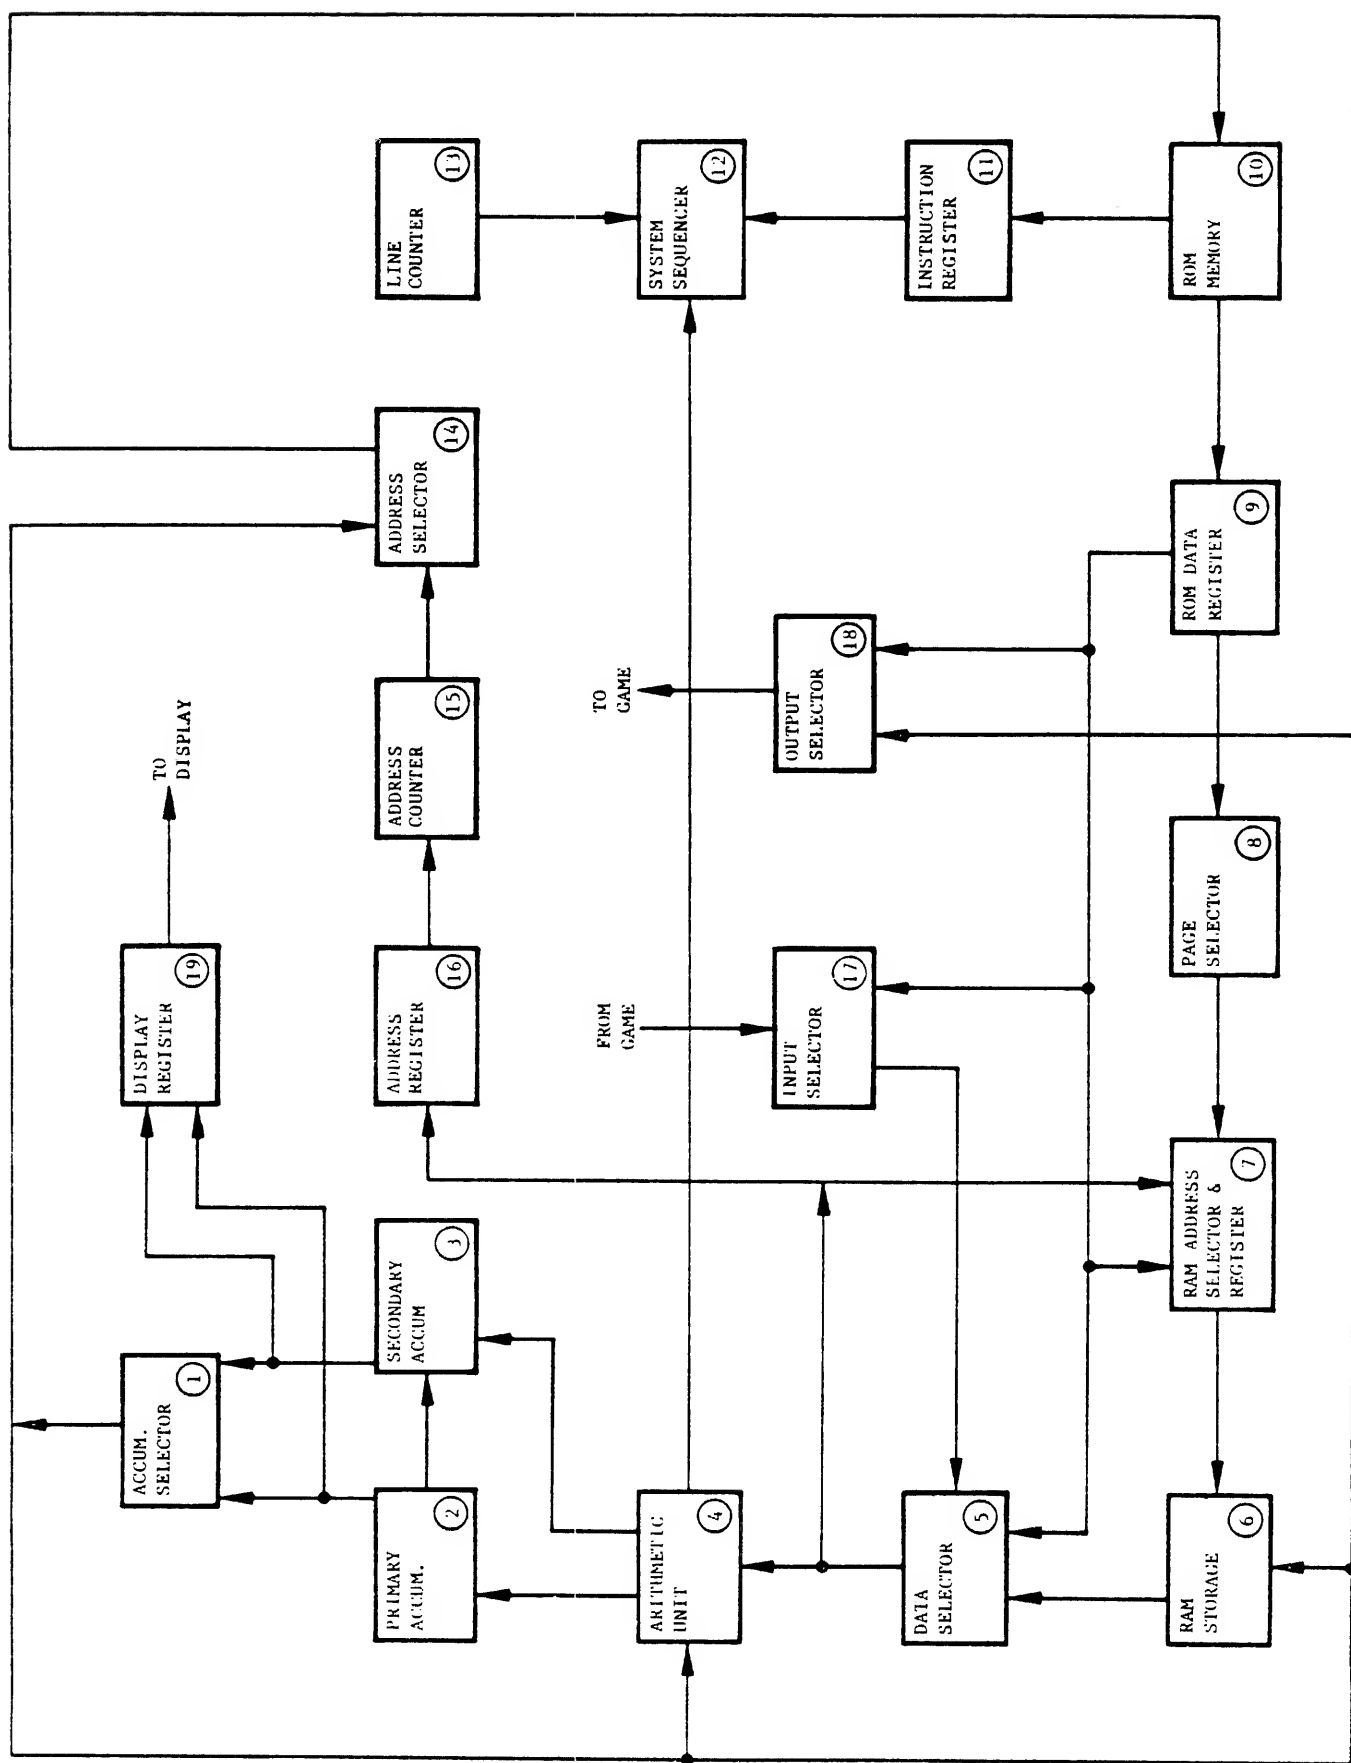 ACCUM.
SELECTOR
1
DISPLAY
REGISTER
19
TO
DISPLAY
PRIMARY
ACCUM.
2
SECONDARY
ACCUM
3
ADDRESS
REGISTER
16
ADDRESS
COUNTER
15
ADDRESS
SELECTOR
14
LINE
COUNTER
13
ARITHMETIC
UNIT
4
FROM
GAME
TO
GAME
SYSTEM
SEQUENCER
12
INPUT
SELECTOR
17
OUTPUT
SELECTOR
18
DATA
SELECTOR
5
INSTRUCTION
REGISTER
11
RAM
STORAGE
6
RAM ADDRESS
SELECTOR &
REGISTER
7
PAGE
SELECTOR
8
ROM DATA
REGISTER
9
ROM
MEMORY
10